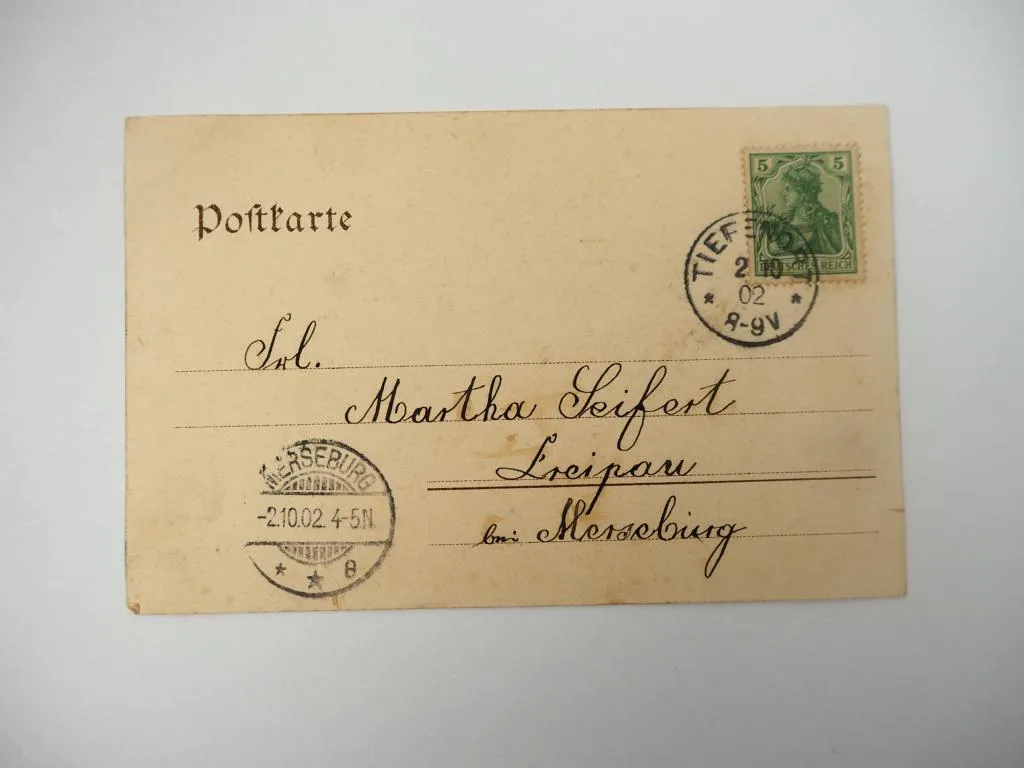 Postkarte
5 5
DEUTSCHES REICH
TIEFENORT
2 10
02
* 8-9V *
Frl.
Martha Seifert
Kreipau
bei Merseburg
MERSEBURG
-2.10.02. 4-5N.
* * 8